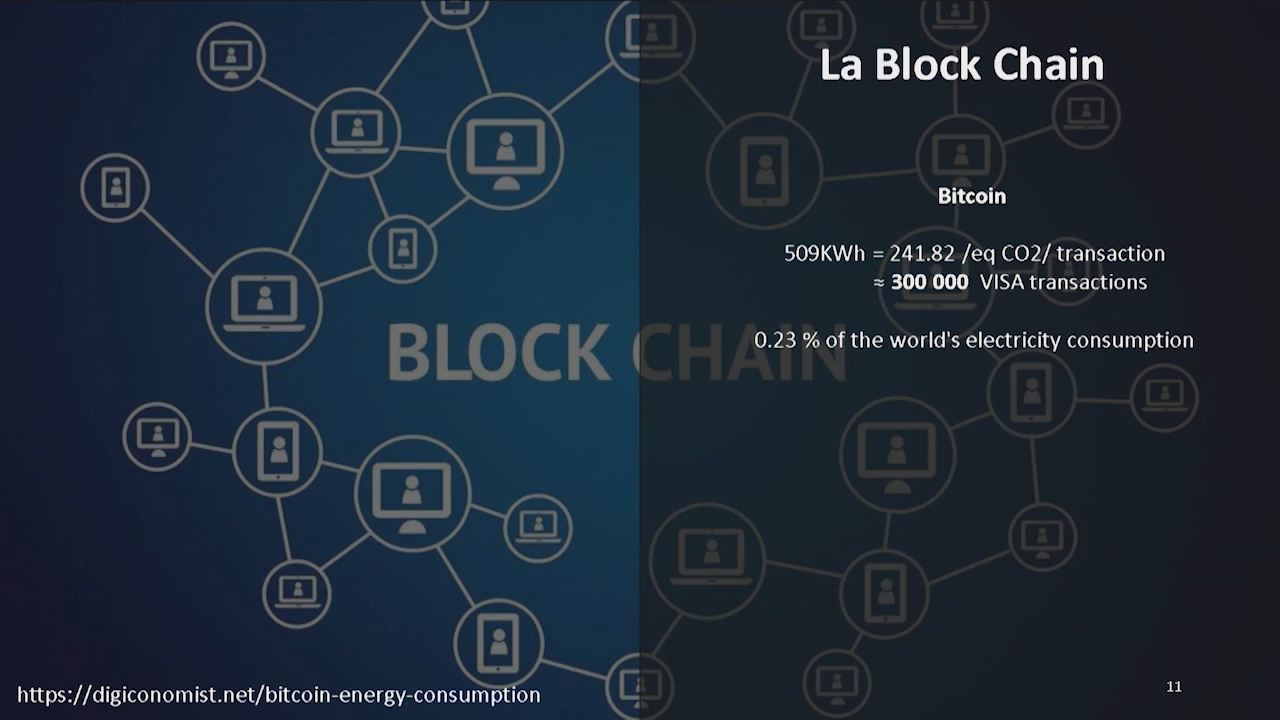 La Block Chain
Bitcoin
509KWh = 241.82 /eq CO2/ transaction
≈ 300 000 VISA transactions
0.23 % of the world's electricity consumption
BLOCK CHAIN
https://digiconomist.net/bitcoin-energy-consumption
11